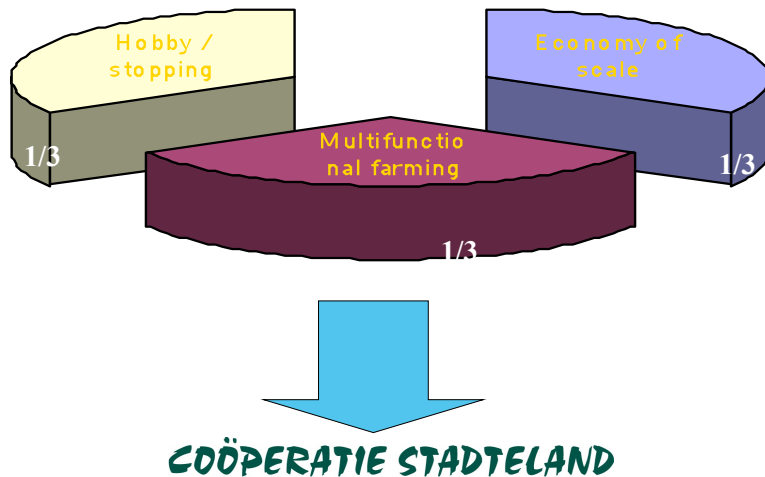 Hobby /
stopping
Economy of
scale
1/3
1/3
Multifunctio
nal farming
1/3
COÖPERATIE STADTELAND